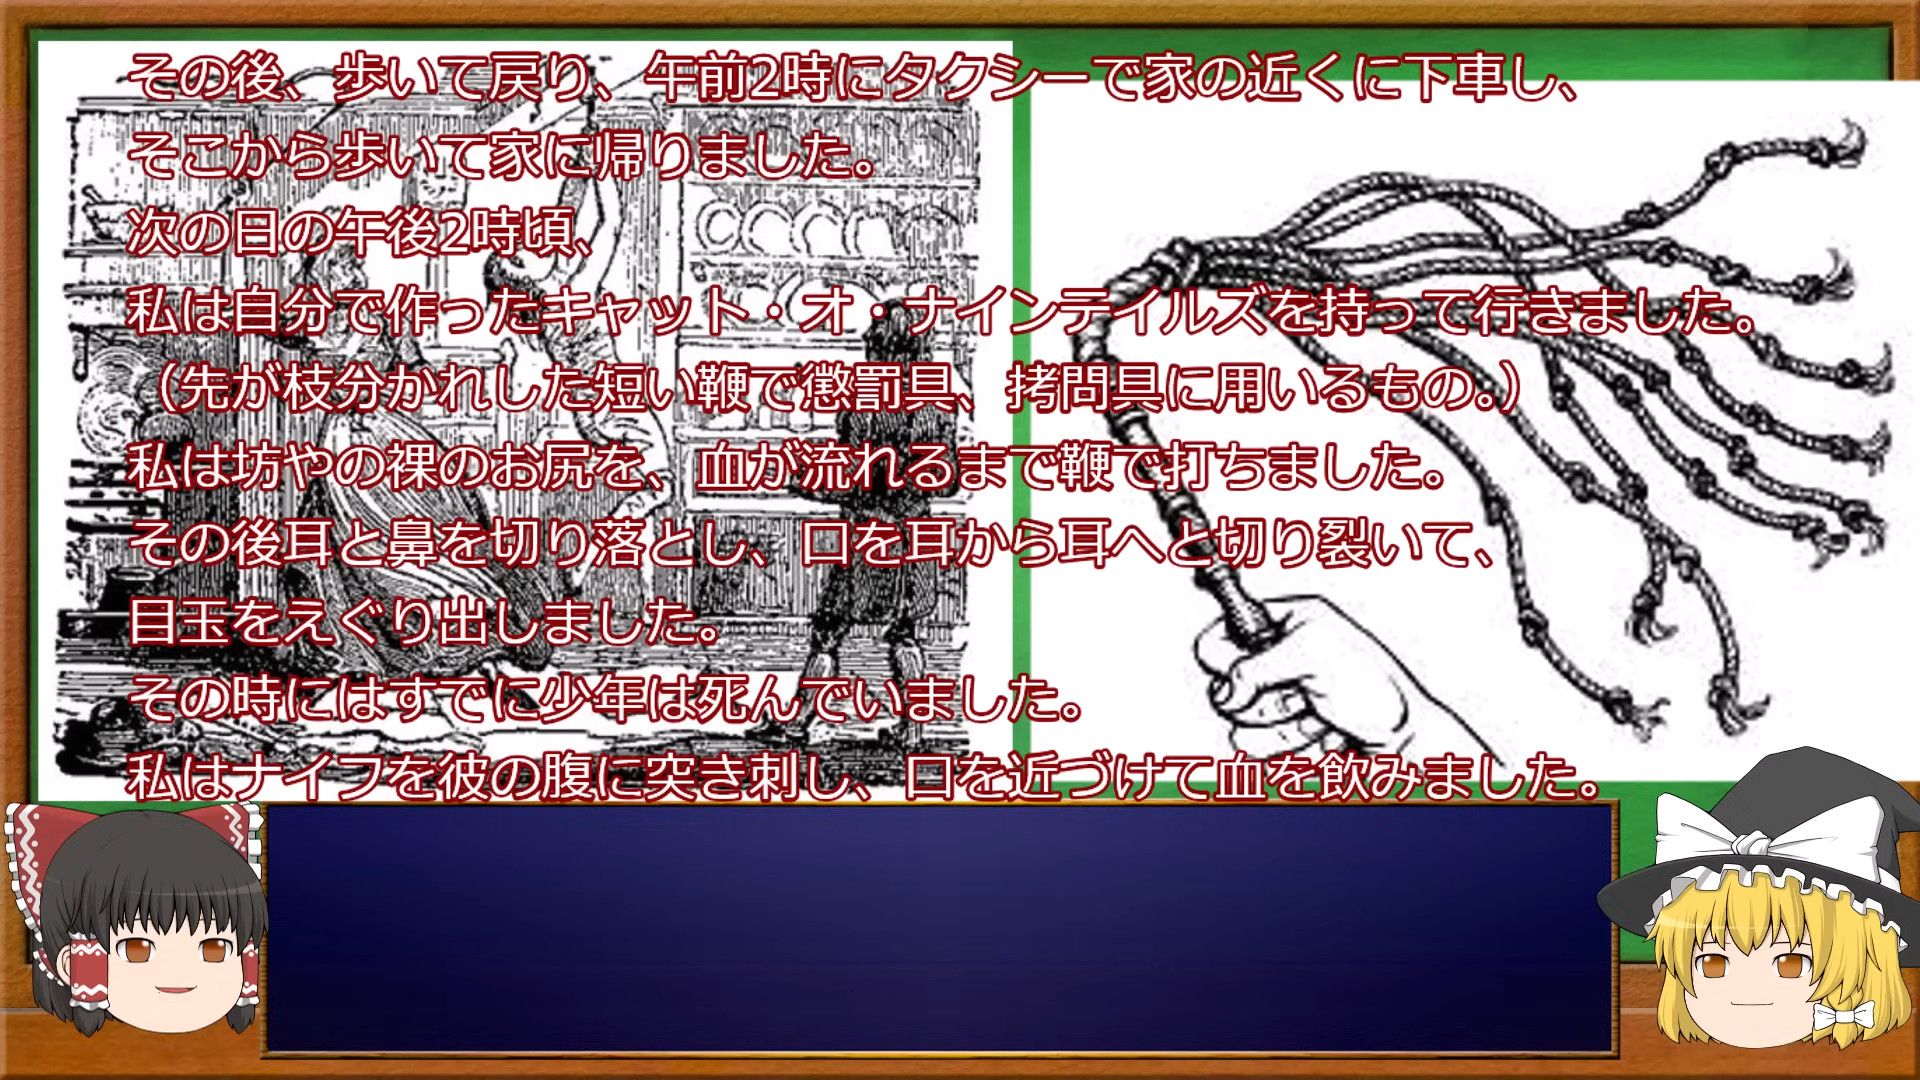 その後、歩いて戻り、午前2時にタクシーで家の近くに下車し、
そこから歩いて家に帰りました。
次の日の午後2時頃、
私は自分で作ったキャット・オ・ナインテイルズを持って行きました。
（先が枝分かれした短い鞭で懲罰具、拷問具に用いるもの。）
私は坊やの裸のお尻を、血が流れるまで鞭で打ちました。
その後耳と鼻を切り落とし、口を耳から耳へと切り裂いて、
目玉をえぐり出しました。
その時にはすでに少年は死んでいました。
私はナイフを彼の腹に突き刺し、口を近づけて血を飲みました。